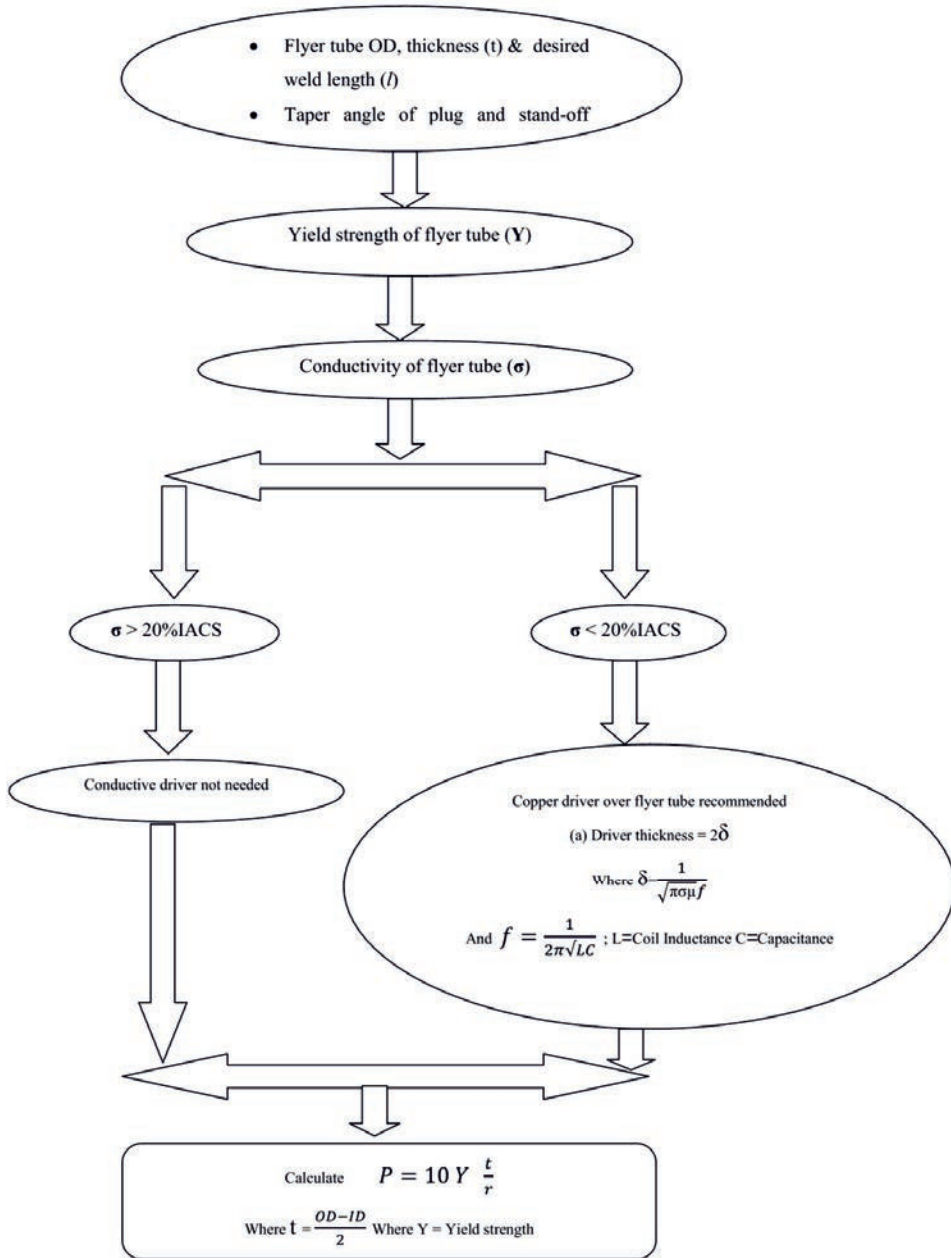 • Flyer tube OD, thickness (t) & desired
weld length (l)
• Taper angle of plug and stand-off
Yield strength of flyer tube (Y)
Conductivity of flyer tube (σ)
σ > 20%IACS
σ < 20%IACS
Conductive driver not needed
Copper driver over flyer tube recommended
(a) Driver thickness = 2δ
Where δ = 1/√(πσμ)f
And f = 1/(2π√LC) ; L=Coil Inductance C=Capacitance
Calculate P = 10 Y t/r
Where t = (OD−ID)/2 Where Y = Yield strength